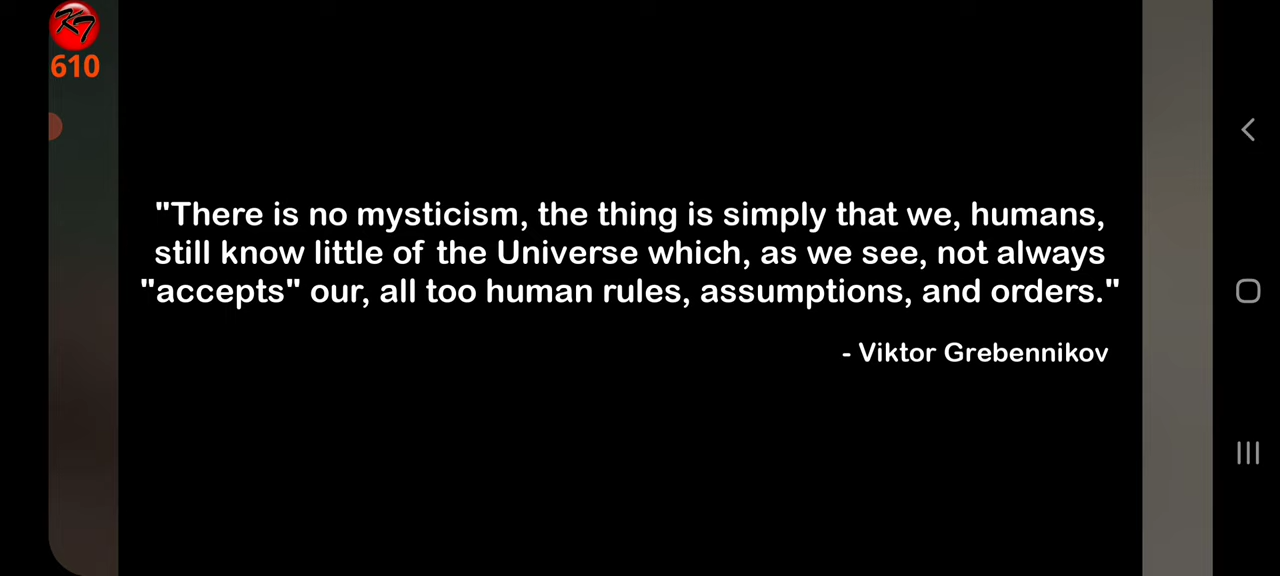 K7
610
"There is no mysticism, the thing is simply that we, humans,
still know little of the Universe which, as we see, not always
"accepts" our, all too human rules, assumptions, and orders."
- Viktor Grebennikov